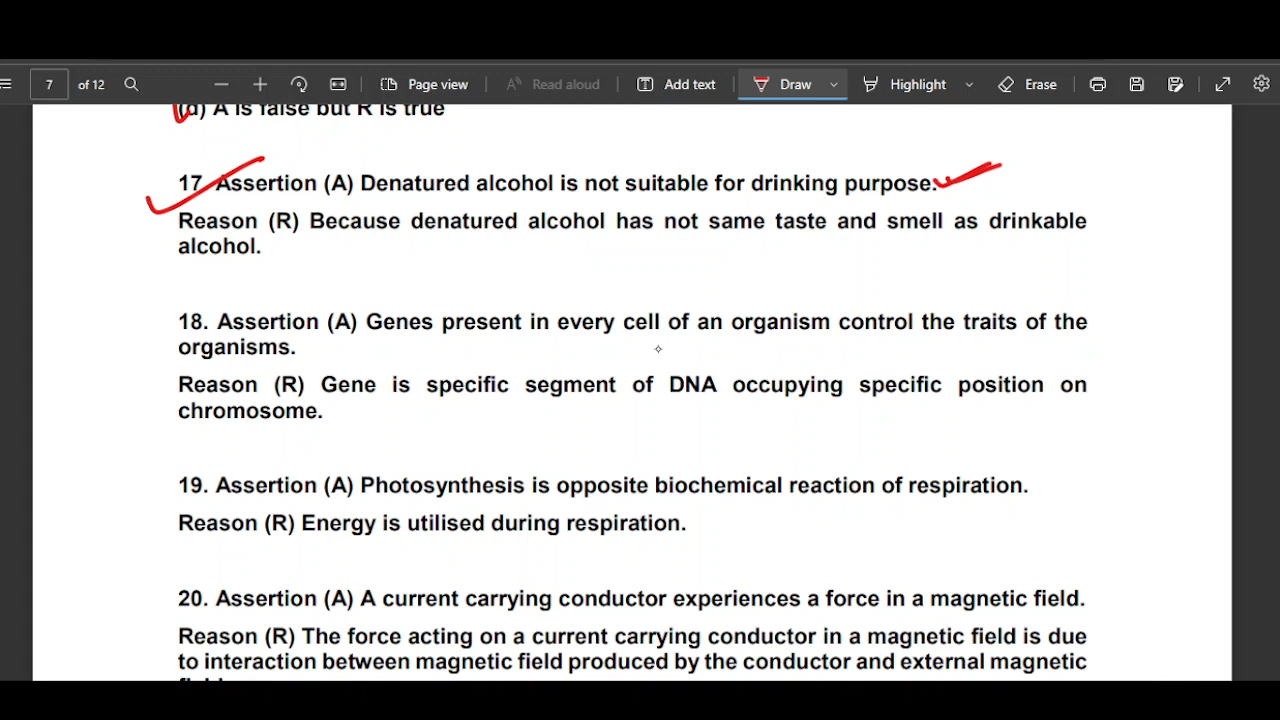 7 of 12 Page view Read aloud Add text Draw Highlight Erase
(d) A is false but R is true
17. Assertion (A) Denatured alcohol is not suitable for drinking purpose.
Reason (R) Because denatured alcohol has not same taste and smell as drinkable
alcohol.
18. Assertion (A) Genes present in every cell of an organism control the traits of the
organisms.
Reason (R) Gene is specific segment of DNA occupying specific position on
chromosome.
19. Assertion (A) Photosynthesis is opposite biochemical reaction of respiration.
Reason (R) Energy is utilised during respiration.
20. Assertion (A) A current carrying conductor experiences a force in a magnetic field.
Reason (R) The force acting on a current carrying conductor in a magnetic field is due
to interaction between magnetic field produced by the conductor and external magnetic